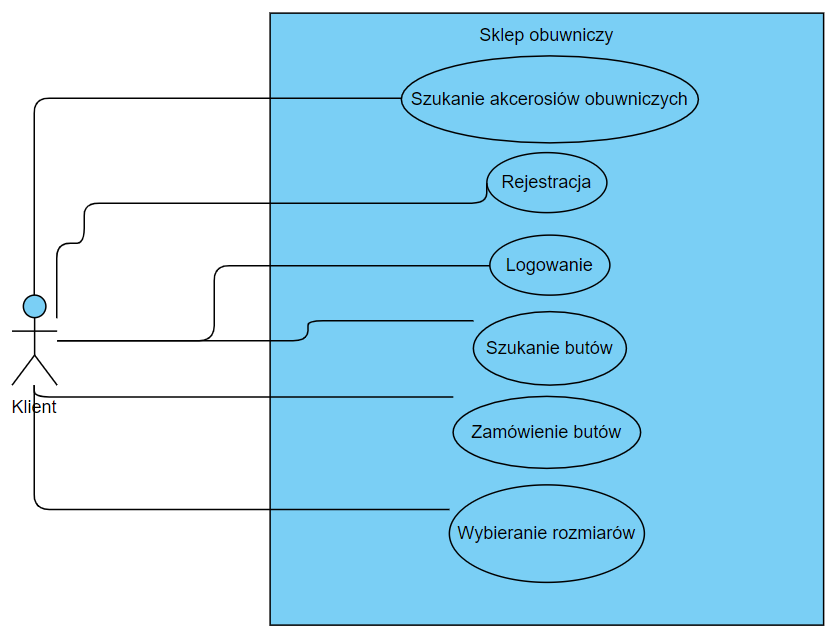 Sklep obuwniczy
Szukanie akcerosiów obuwniczych
Rejestracja
Logowanie
Szukanie butów
Klient
Zamówienie butów
Wybieranie rozmiarów